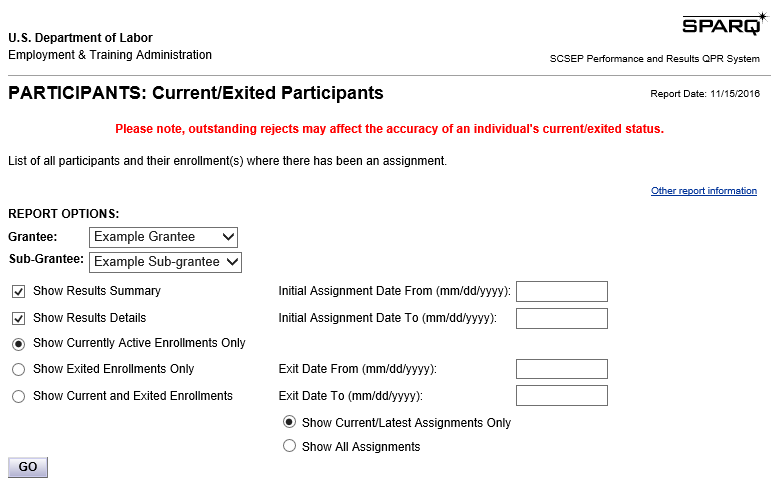 SPARQ
U.S. Department of Labor
Employment & Training Administration
SCSEP Performance and Results QPR System
PARTICIPANTS: Current/Exited Participants
Report Date: 11/15/2016
Please note, outstanding rejects may affect the accuracy of an individual's current/exited status.
List of all participants and their enrollment(s) where there has been an assignment.
Other report information
REPORT OPTIONS:
Grantee: Example Grantee
Sub-Grantee: Example Sub-grantee
Show Results Summary Initial Assignment Date From (mm/dd/yyyy):
Show Results Details Initial Assignment Date To (mm/dd/yyyy):
Show Currently Active Enrollments Only
Show Exited Enrollments Only Exit Date From (mm/dd/yyyy):
Show Current and Exited Enrollments Exit Date To (mm/dd/yyyy):
Show Current/Latest Assignments Only
Show All Assignments
GO